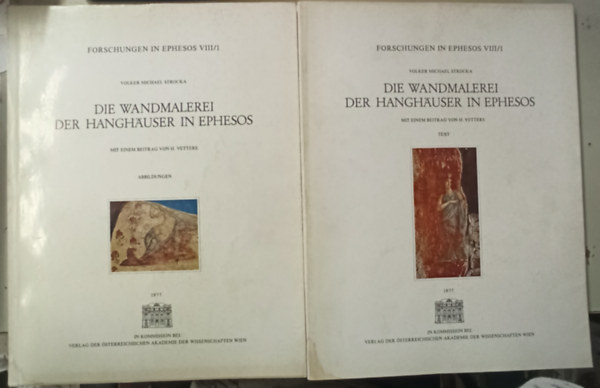 FORSCHUNGEN IN EPHESOS VIII/1
VOLKER MICHAEL STROCKA
DIE WANDMALEREI
DER HANGHÄUSER IN EPHESOS
MIT EINEM BEITRAG VON H. VETTERS
ABBILDUNGEN
1977
IN KOMMISSION BEI
VERLAG DER ÖSTERREICHISCHEN AKADEMIE DER WISSENSCHAFTEN WIEN
FORSCHUNGEN IN EPHESOS VIII/1
VOLKER MICHAEL STROCKA
DIE WANDMALEREI
DER HANGHÄUSER IN EPHESOS
MIT EINEM BEITRAG VON H. VETTERS
TEXT
1977
IN KOMMISSION BEI
VERLAG DER ÖSTERREICHISCHEN AKADEMIE DER WISSENSCHAFTEN WIEN